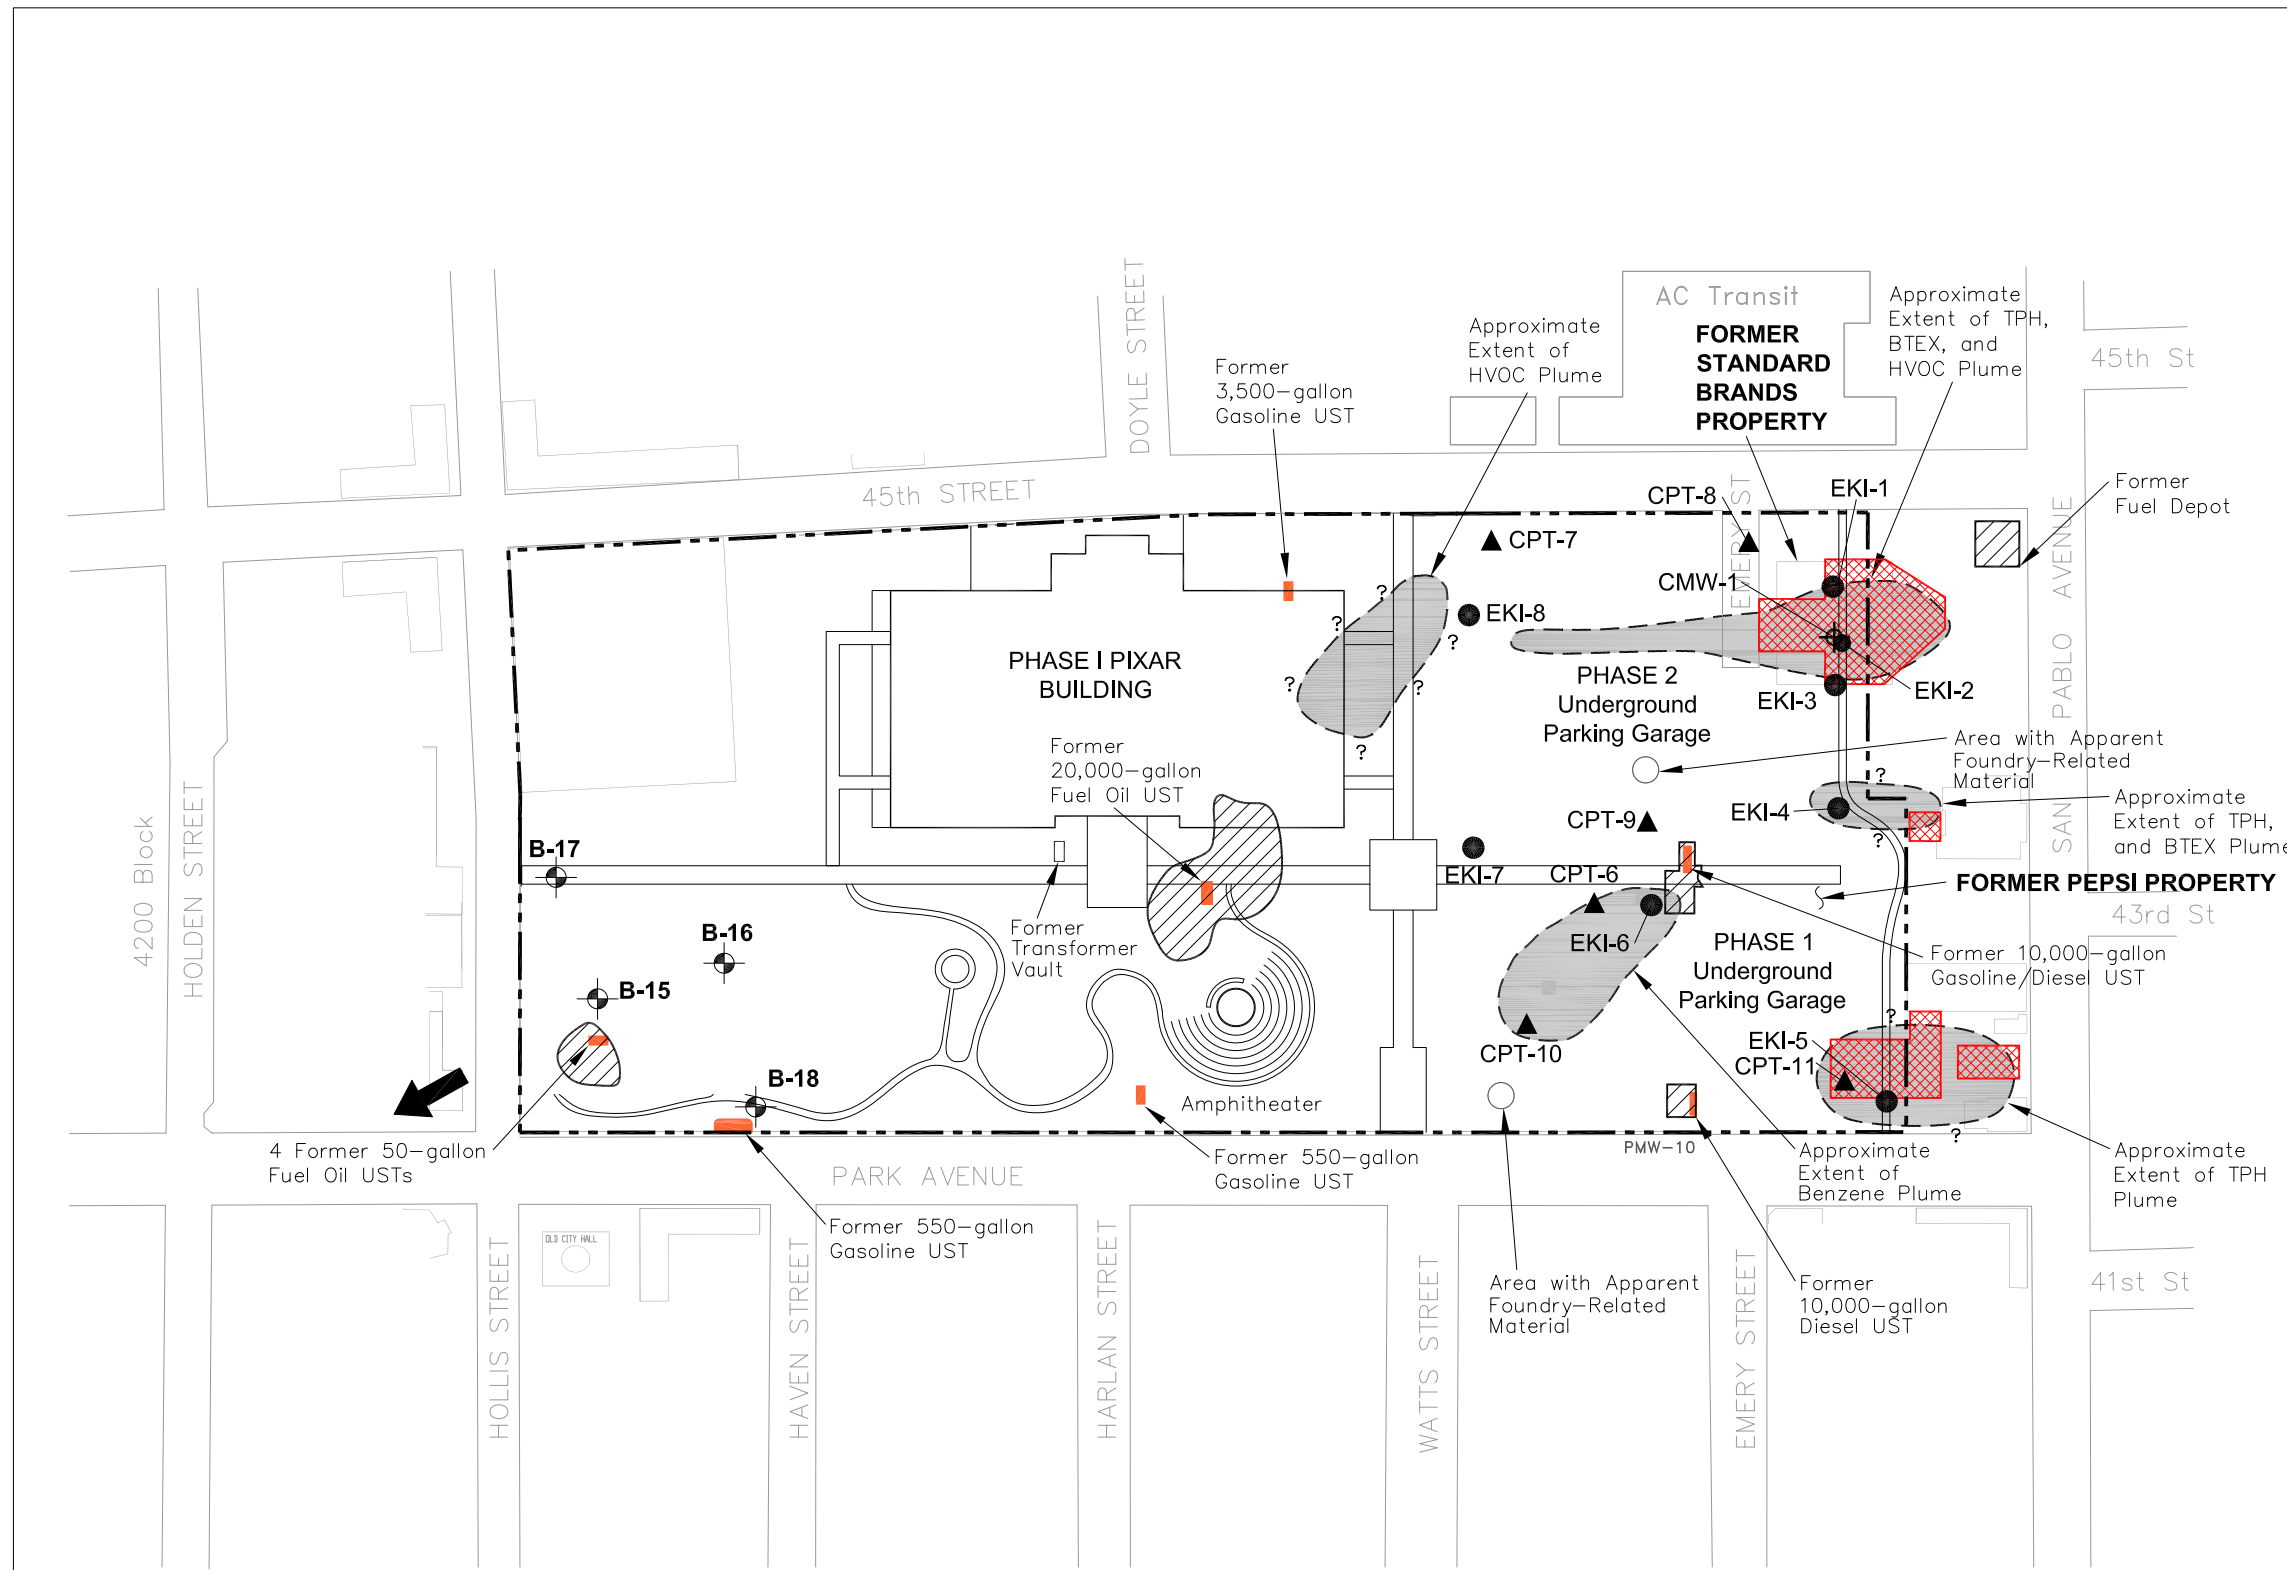 AC Transit
FORMER
STANDARD
BRANDS
PROPERTY
Approximate
Extent of TPH,
BTEX, and
HVOC Plume
Approximate
Extent of
HVOC Plume
Former
3,500-gallon
Gasoline UST
DOYLE STREET
45th St
45th STREET
Former
Fuel Depot
EMERY ST
CPT-8
EKI-1
CPT-7
CMW-1
EKI-8
?
?
?
?
?
?
?
SAN PABLO AVENUE
PHASE I PIXAR
BUILDING
PHASE 2
Underground
Parking Garage
EKI-3
EKI-2
Former
20,000-gallon
Fuel Oil UST
Area with Apparent
Foundry-Related
Material
?
?
EKI-4
Approximate
Extent of TPH,
and BTEX Plume
4200 Block
HOLDEN STREET
B-17
CPT-9
EKI-7
CPT-6
FORMER PEPSI PROPERTY
43rd St
B-16
B-15
Former
Transformer
Vault
EKI-6
PHASE 1
Underground
Parking Garage
Former 10,000-gallon
Gasoline/Diesel UST
CPT-10
?
EKI-5
CPT-11
?
B-18
Amphitheater
PMW-10
4 Former 50-gallon
Fuel Oil USTs
PARK AVENUE
Former 550-gallon
Gasoline UST
Approximate
Extent of
Benzene Plume
Approximate
Extent of TPH
Plume
OLD CITY HALL
Former 550-gallon
Gasoline UST
Area with Apparent
Foundry-Related
Material
Former
10,000-gallon
Diesel UST
41st St
HOLLIS STREET
HAVEN STREET
HARLAN STREET
WATTS STREET
EMERY STREET